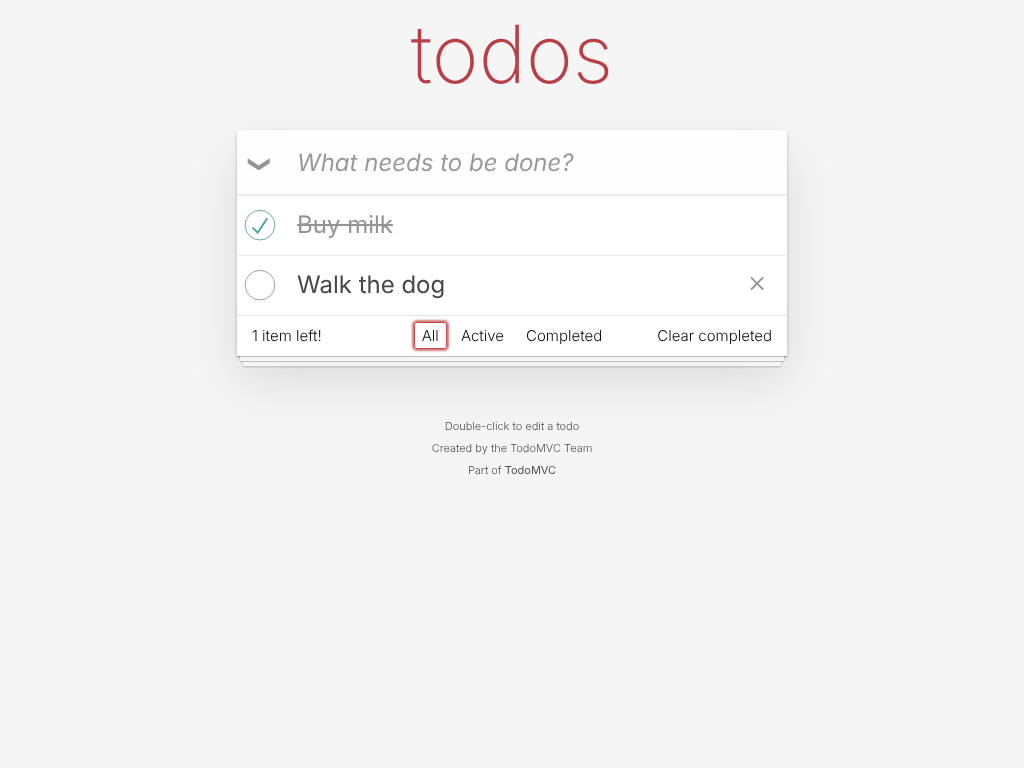 todos
What needs to be done?
Buy milk
Walk the dog
1 item left! All Active Completed Clear completed
Double-click to edit a todo
Created by the TodoMVC Team
Part of TodoMVC